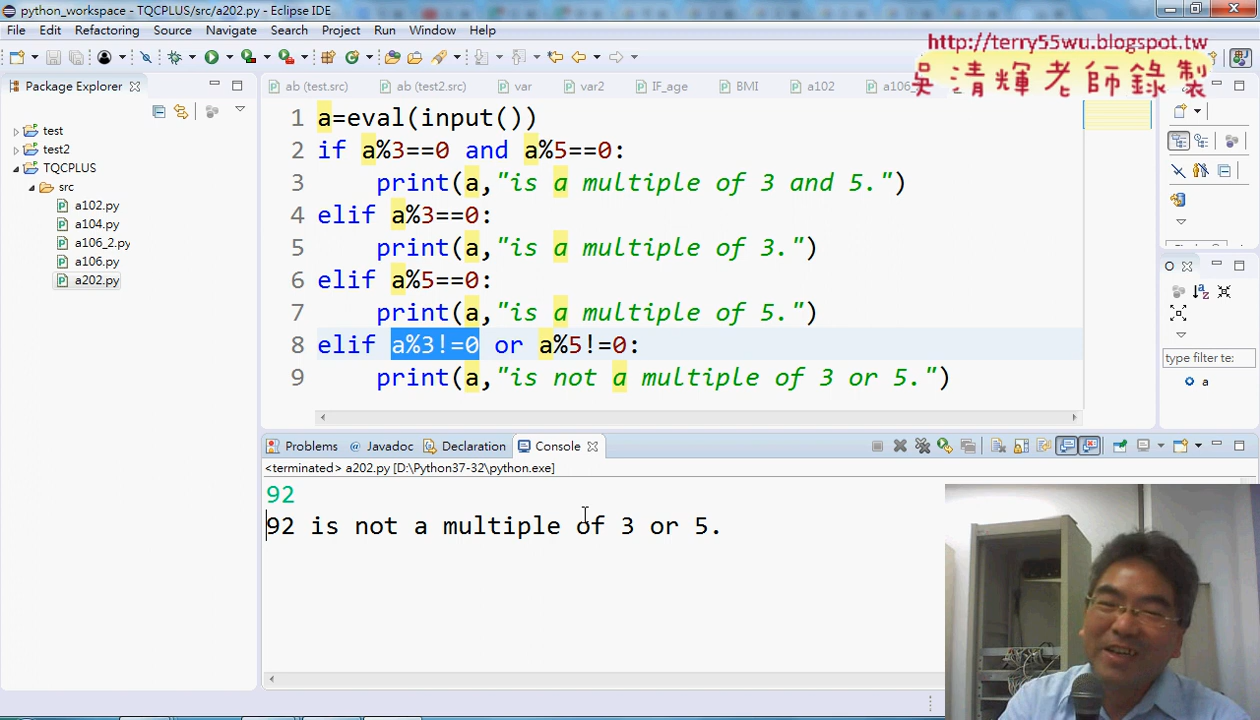 python_workspace - TQCPLUS/src/a202.py - Eclipse IDE
File Edit Refactoring Source Navigate Search Project Run Window Help
http://terry55wu.blogspot.tw
吳清輝老師錄製
Package Explorer
ab (test.src) ab (test2.src) var var2 IF_age BMI a102 a106_
test
test2
TQCPLUS
src
a102.py
a104.py
a106_2.py
a106.py
a202.py
1 a=eval(input())
2 if a%3==0 and a%5==0:
3 print(a,"is a multiple of 3 and 5.")
4 elif a%3==0:
5 print(a,"is a multiple of 3.")
6 elif a%5==0:
7 print(a,"is a multiple of 5.")
8 elif a%3!=0 or a%5!=0:
9 print(a,"is not a multiple of 3 or 5.")
O
type filter te:
a
Problems @ Javadoc Declaration Console
<terminated> a202.py [D:\Python37-32\python.exe]
92
92 is not a multiple of 3 or 5.